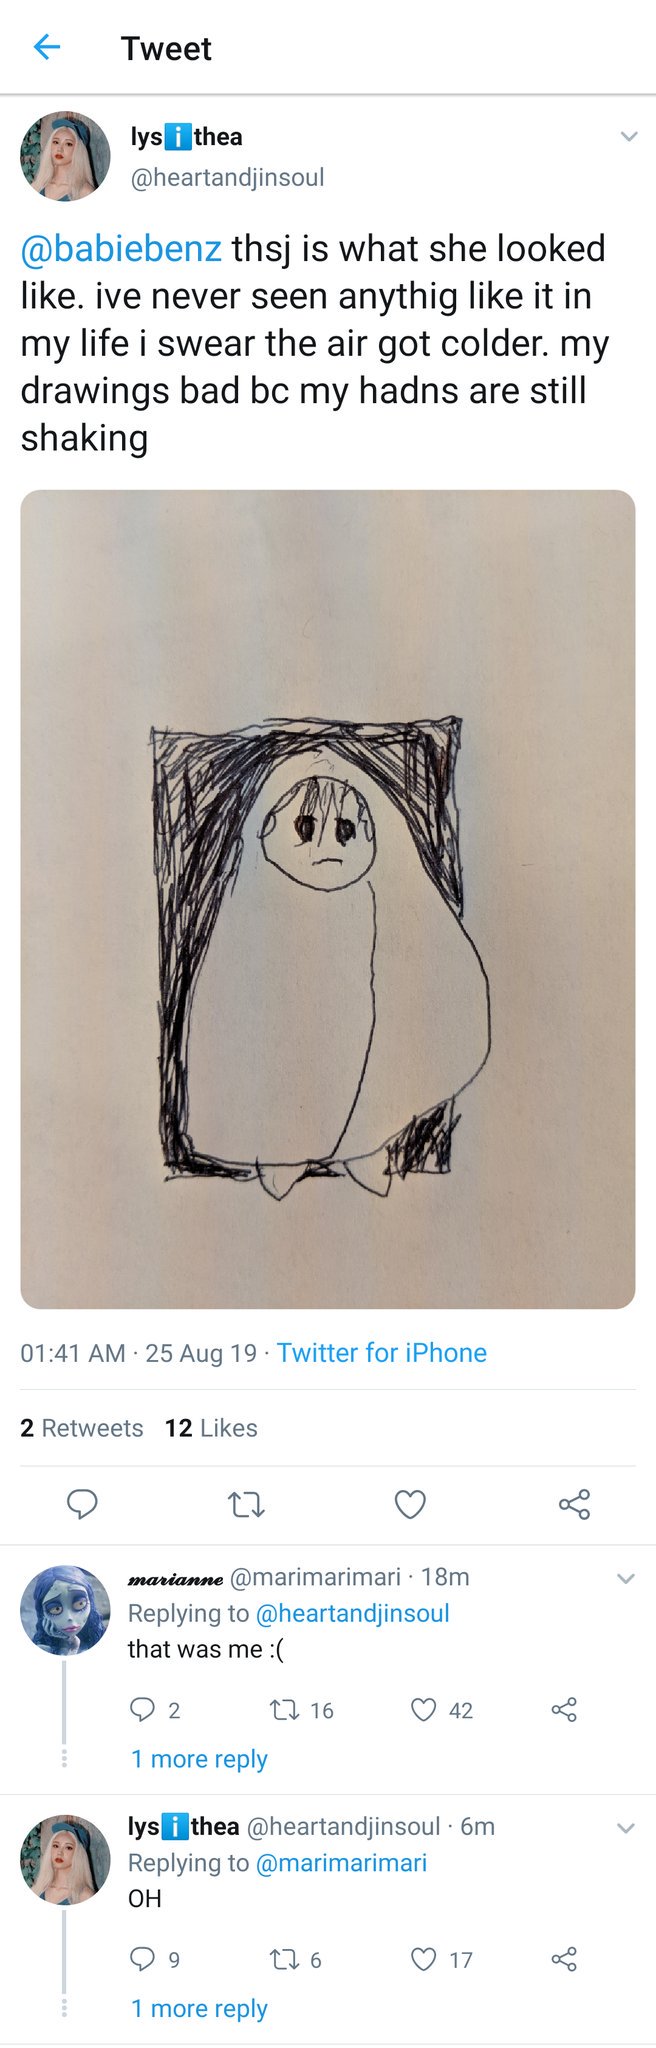 Tweet
lysℹ️thea
@heartandjinsoul
@babiebenz thsj is what she looked
like. ive never seen anythig like it in
my life i swear the air got colder. my
drawings bad bc my hadns are still
shaking
01:41 AM · 25 Aug 19 · Twitter for iPhone
2 Retweets 12 Likes
𝓶𝓪𝓻𝓲𝓪𝓷𝓷𝓮 @marimarimari · 18m
Replying to @heartandjinsoul
that was me :(
2 16 42
1 more reply
lysℹ️thea @heartandjinsoul · 6m
Replying to @marimarimari
OH
9 6 17
1 more reply